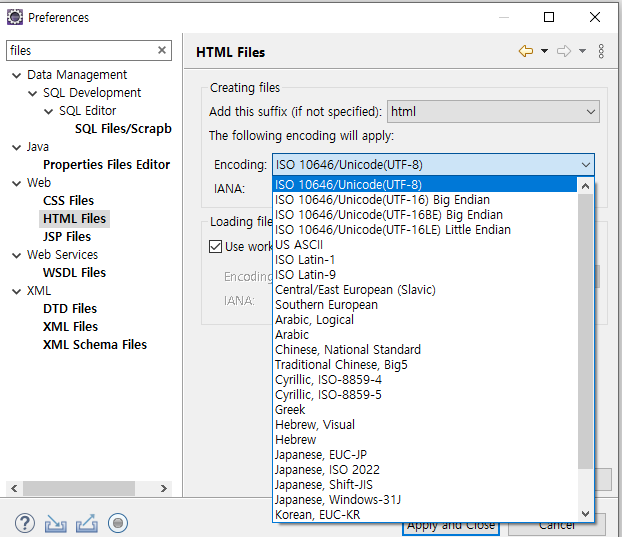 Preferences
files
Data Management
SQL Development
SQL Editor
SQL Files/Scrapb
Java
Properties Files Editor
Web
CSS Files
HTML Files
JSP Files
Web Services
WSDL Files
XML
DTD Files
XML Files
XML Schema Files
HTML Files
Creating files
Add this suffix (if not specified): html
The following encoding will apply:
Encoding: ISO 10646/Unicode(UTF-8)
IANA:
Loading file
Use work
Encoding
IANA:
ISO 10646/Unicode(UTF-8)
ISO 10646/Unicode(UTF-16) Big Endian
ISO 10646/Unicode(UTF-16BE) Big Endian
ISO 10646/Unicode(UTF-16LE) Little Endian
US ASCII
ISO Latin-1
ISO Latin-9
Central/East European (Slavic)
Southern European
Arabic, Logical
Arabic
Chinese, National Standard
Traditional Chinese, Big5
Cyrillic, ISO-8859-4
Cyrillic, ISO-8859-5
Greek
Hebrew, Visual
Hebrew
Japanese, EUC-JP
Japanese, ISO 2022
Japanese, Shift-JIS
Japanese, Windows-31J
Korean, EUC-KR
Apply and Close
Cancel